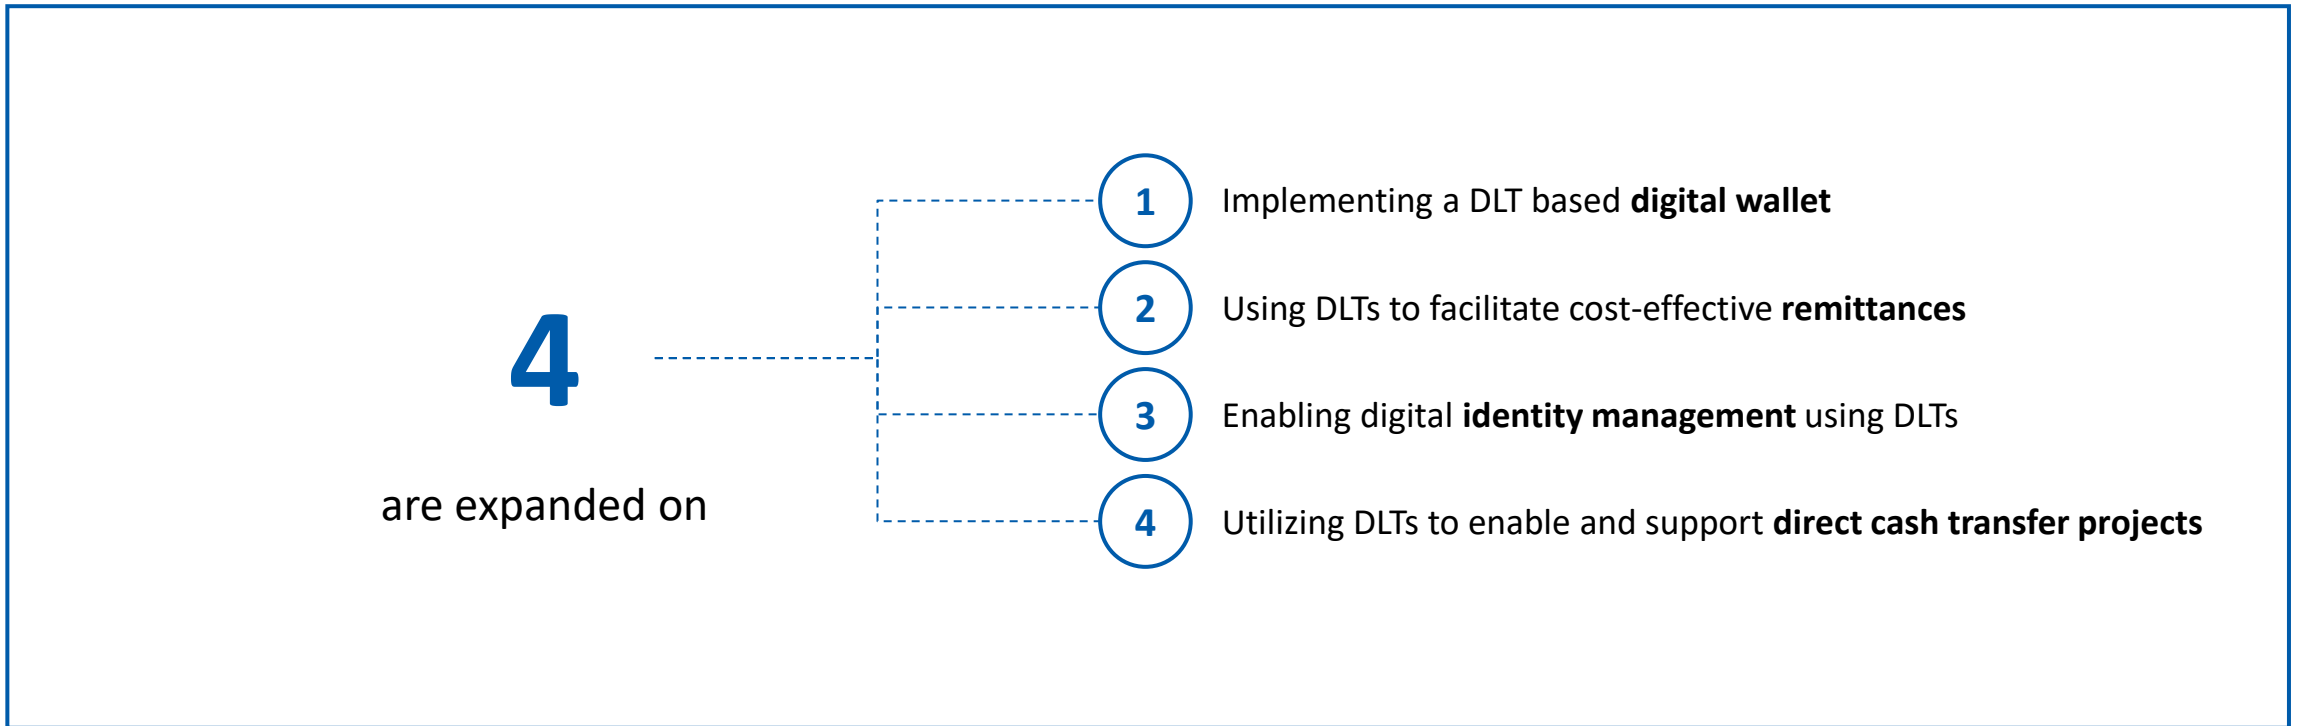 4
are expanded on
1 Implementing a DLT based digital wallet
2 Using DLTs to facilitate cost-effective remittances
3 Enabling digital identity management using DLTs
4 Utilizing DLTs to enable and support direct cash transfer projects